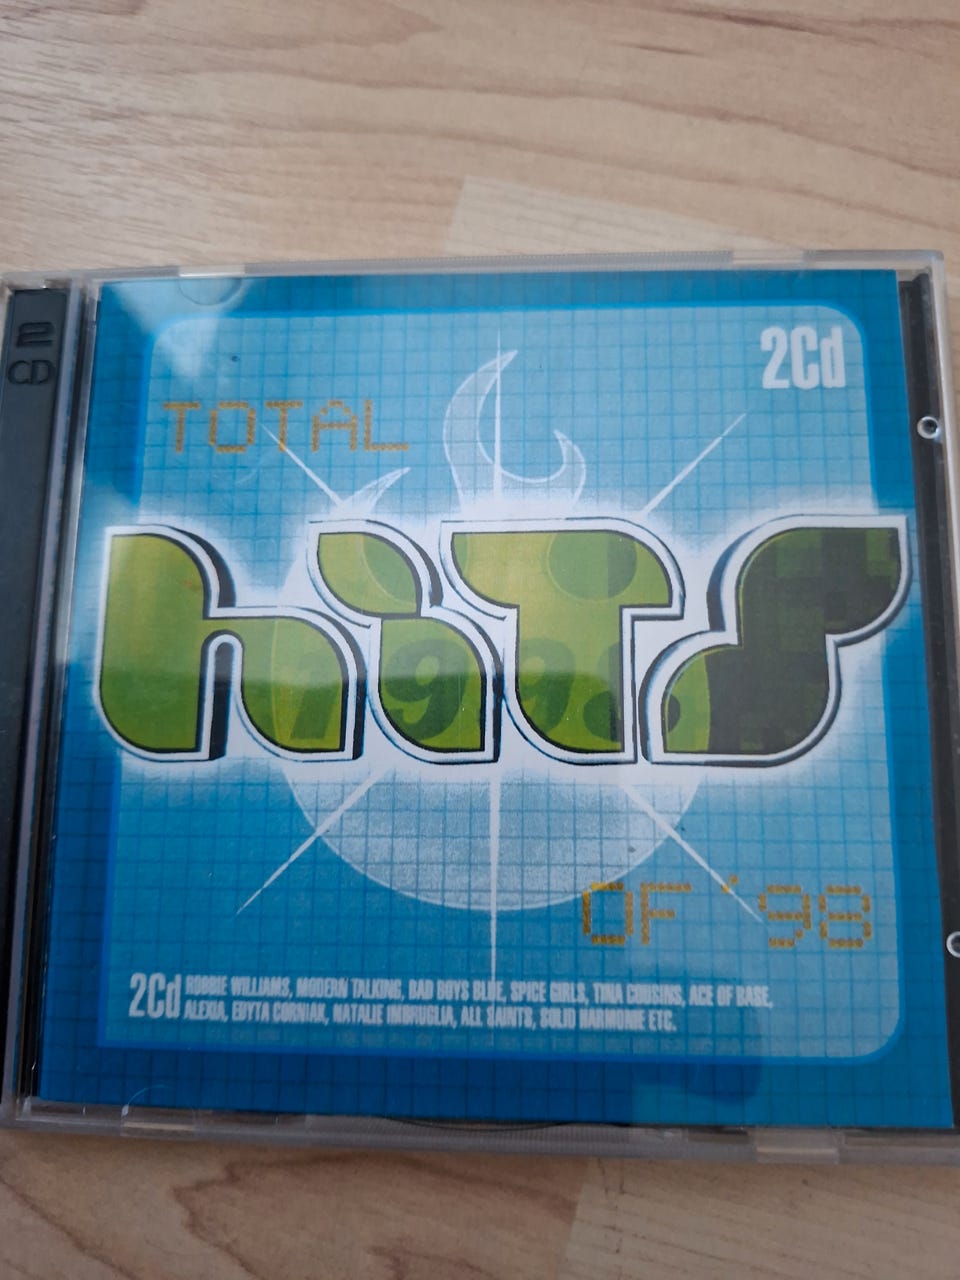 2
CD
2Cd
TOTAL
hiTS
1998
OF '98
2Cd ROBBIE WILLIAMS, MODERN TALKING, BAD BOYS BLUE, SPICE GIRLS, TINA COUSINS, ACE OF BASE,
ALEXIA, EDYTA GORNIAK, NATALIE IMBRUGLIA, ALL SAINTS, SOLID HARMONIE ETC.